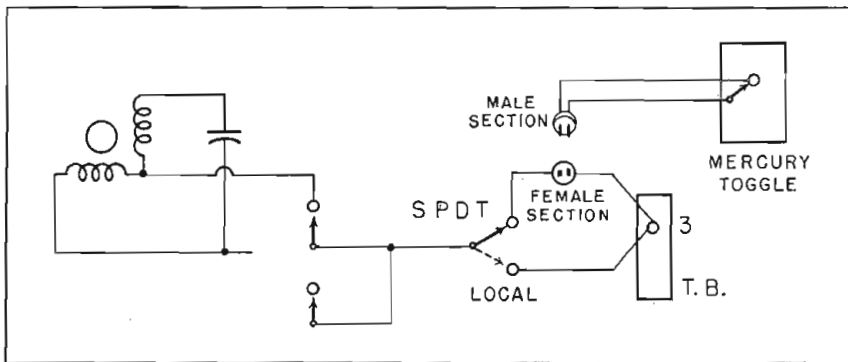 MALE
SECTION
MERCURY
TOGGLE
SPDT
FEMALE
SECTION
3
LOCAL
T.B.